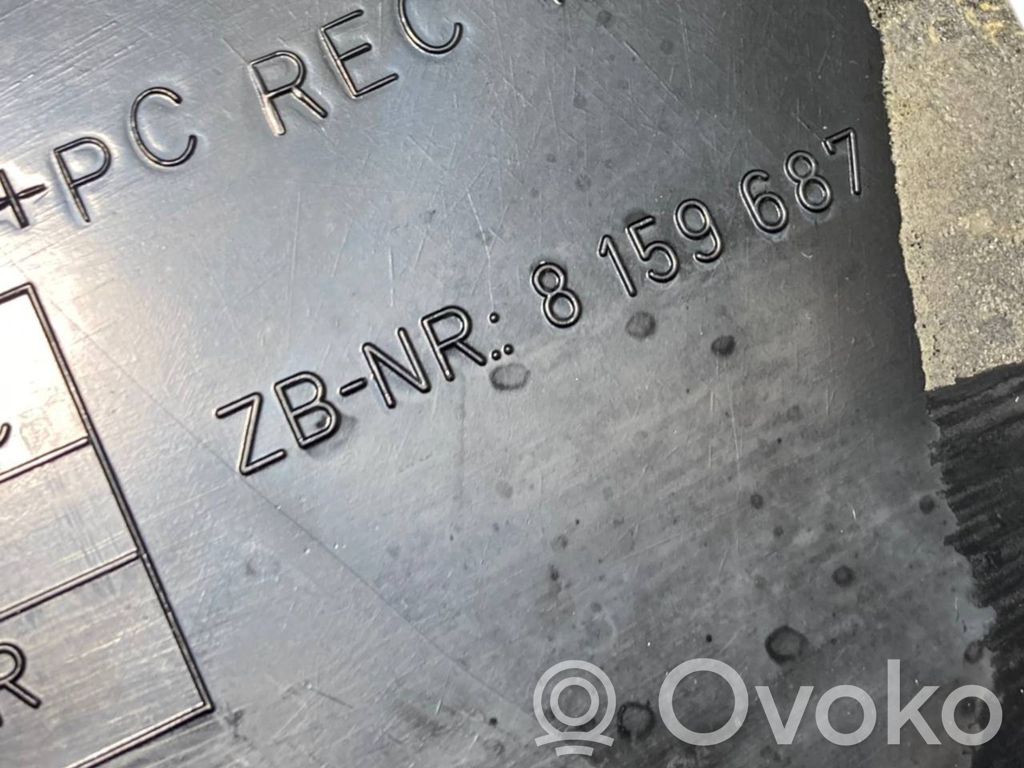 +PC REC
ZB-NR.: 8 159 687
R
Ovoko